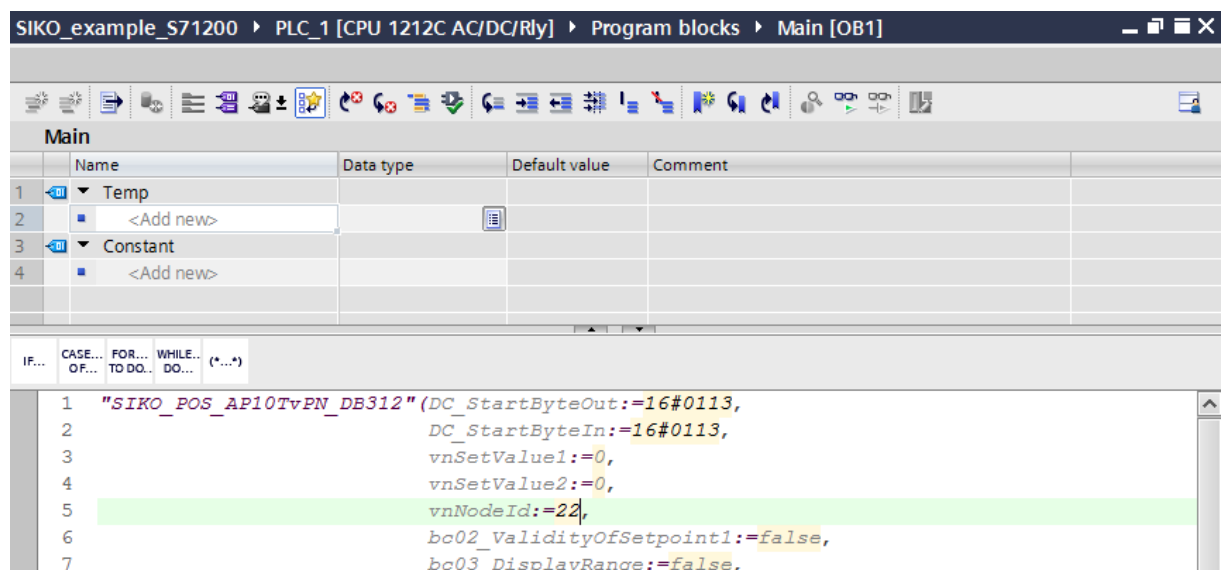 SIKO_example_S71200 ▸ PLC_1 [CPU 1212C AC/DC/Rly] ▸ Program blocks ▸ Main [OB1]
Main
Name Data type Default value Comment
1 Temp
2 <Add new>
3 Constant
4 <Add new>
IF... CASE... OF... FOR... TO DO.. WHILE.. DO... (*...*)
1 "SIKO_POS_AP10TvPN_DB312"(DC_StartByteOut:=16#0113,
2 DC_StartByteIn:=16#0113,
3 vnSetValue1:=0,
4 vnSetValue2:=0,
5 vnNodeId:=22,
6 bc02_ValidityOfSetpoint1:=false,
7 bc03_DisplayRange:=false,